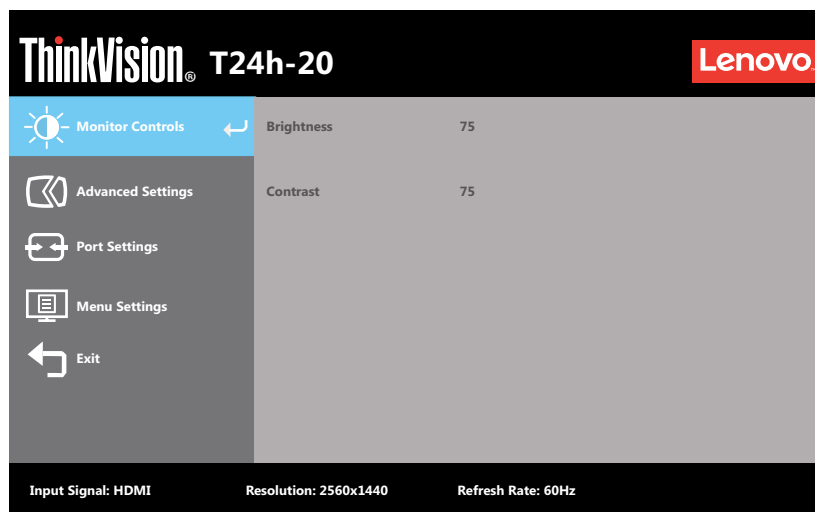 ThinkVision® T24h-20
Lenovo
Monitor Controls
Brightness 75
Advanced Settings
Contrast 75
Port Settings
Menu Settings
Exit
Input Signal: HDMI Resolution: 2560x1440 Refresh Rate: 60Hz